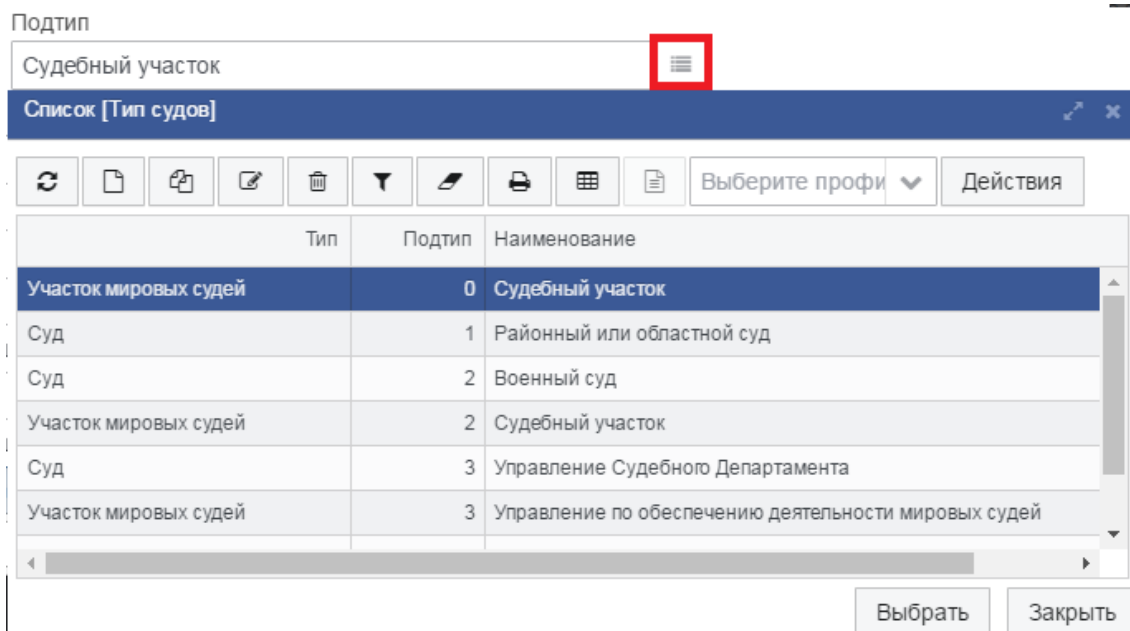 Подтип
Судебный участок
Список [Тип судов]
Выберите профи
Действия
Тип Подтип Наименование
Участок мировых судей 0 Судебный участок
Суд 1 Районный или областной суд
Суд 2 Военный суд
Участок мировых судей 2 Судебный участок
Суд 3 Управление Судебного Департамента
Участок мировых судей 3 Управление по обеспечению деятельности мировых судей
Выбрать Закрыть